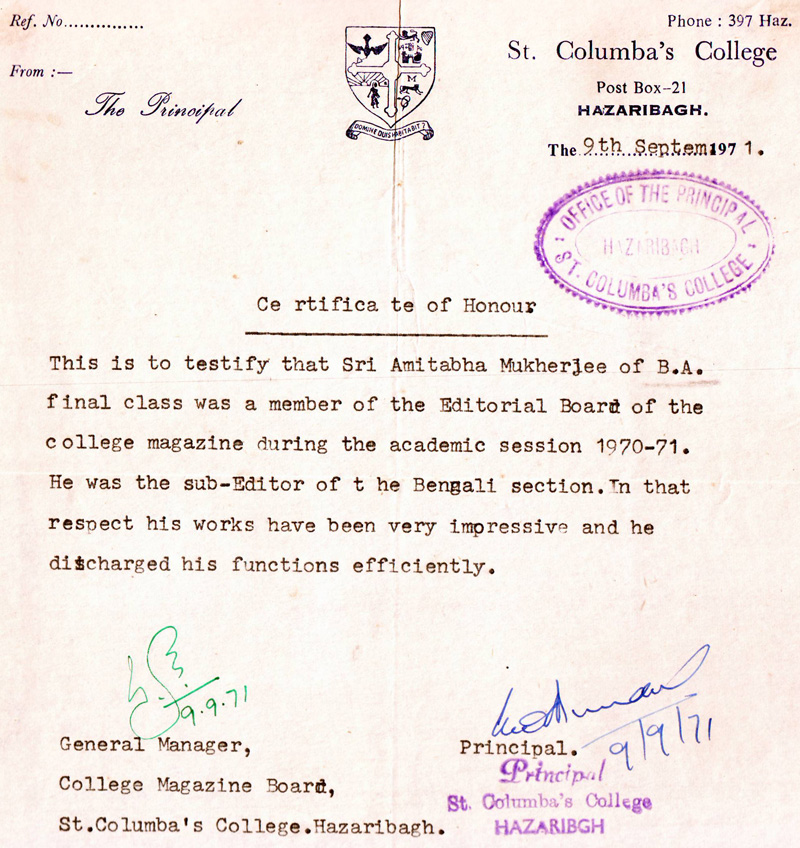 Ref. No...............
Phone : 397 Haz.
St. Columba's College
From :—
The Principal
Post Box-21
HAZARIBAGH.
DOMINE QUIS HABITABIT ?
The 9th Septem 1971.
OFFICE OF THE PRINCIPAL
HAZARIBAGH
ST. COLUMBA'S COLLEGE
Ce rtifica te of Honour
This is to testify that Sri Amitabha Mukherjee of B.A.
final class was a member of the Editorial Board of the
college magazine during the academic session 1970-71.
He was the sub-Editor of t he Bengali section.In that
respect his works have been very impressive and he
discharged his functions efficiently.
9.9.71
General Manager,
College Magazine Board,
St.Columba's College.Hazaribagh.
9/9/71
Principal.
Principal
St. Columba's College
HAZARIBGH